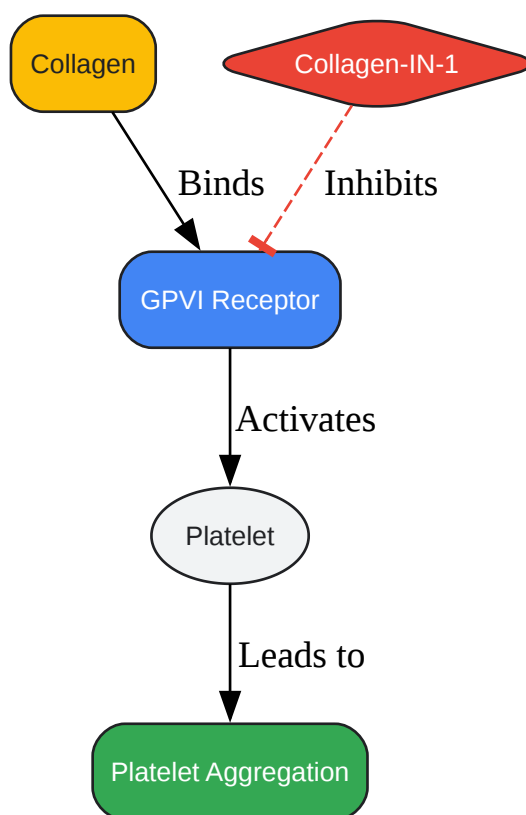 Collagen
Collagen-IN-1
Binds
Inhibits
GPVI Receptor
Activates
Platelet
Leads to
Platelet Aggregation